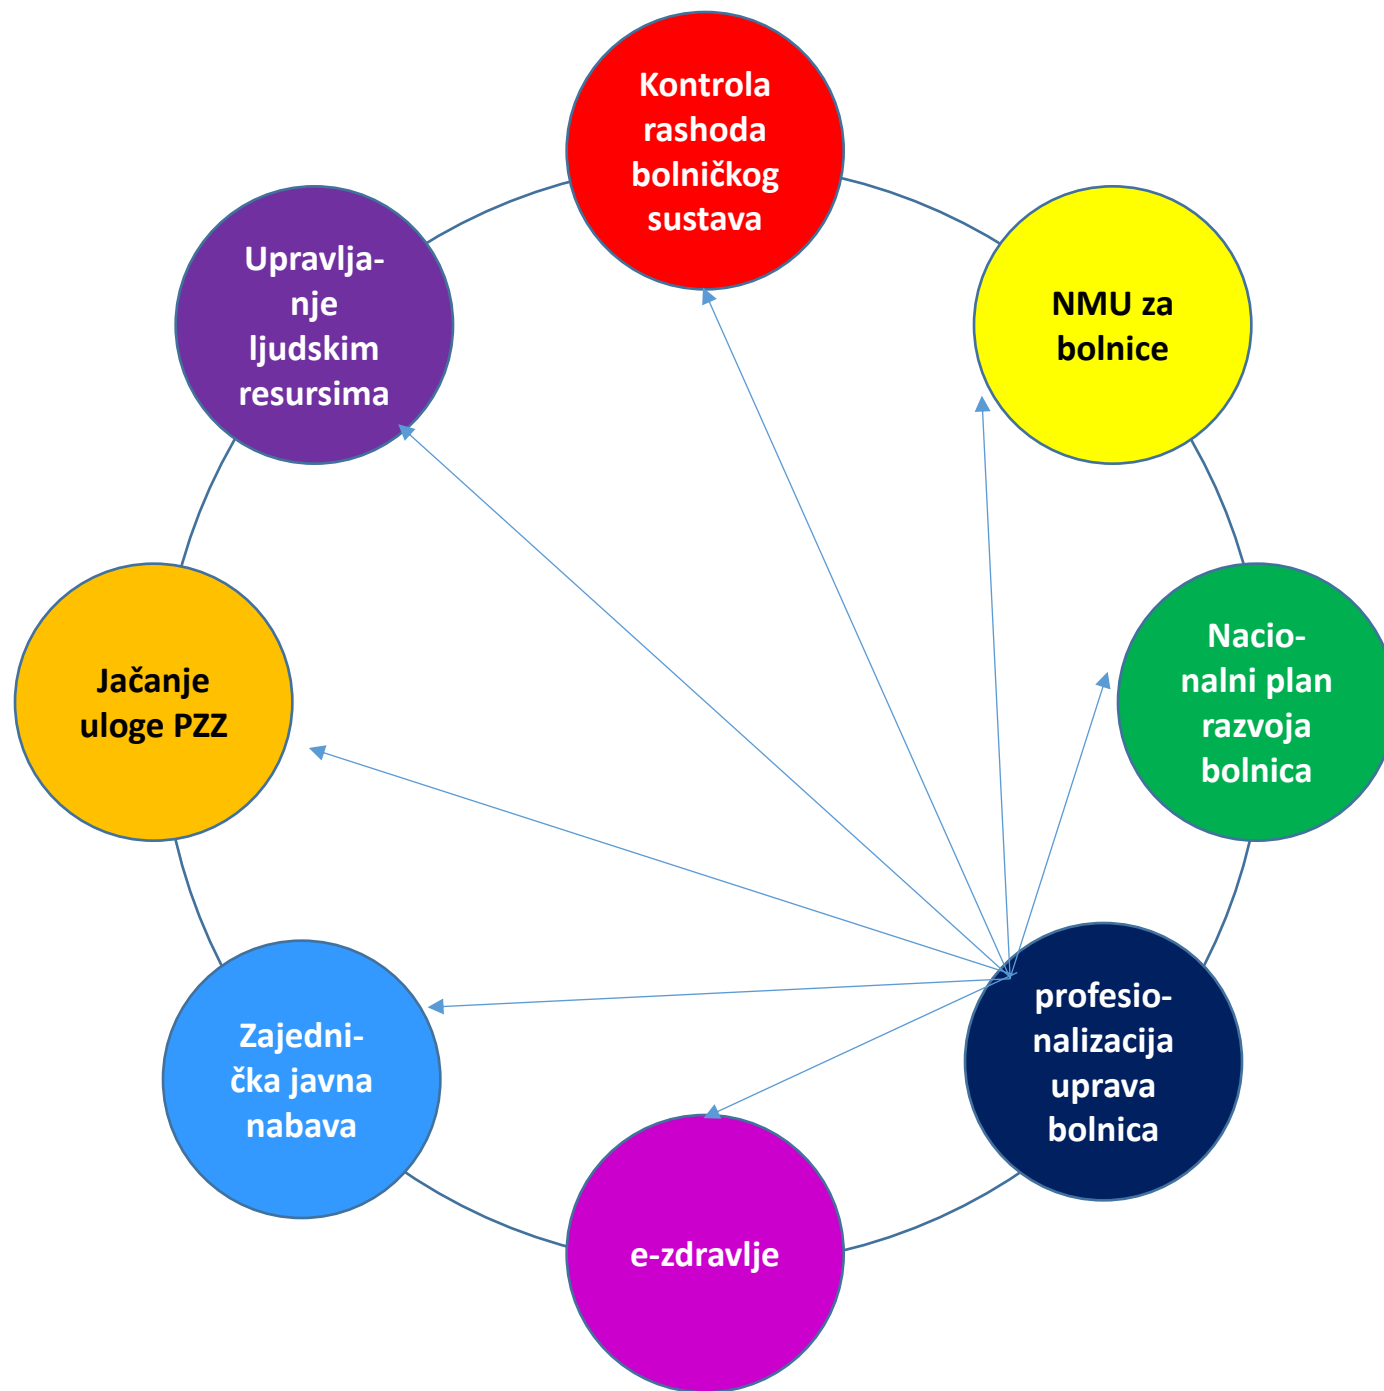 Kontrola
rashoda
bolničkog
sustava
NMU za
bolnice
Nacio-
nalni plan
razvoja
bolnica
profesio-
nalizacija
uprava
bolnica
e-zdravlje
Zajedni-
čka javna
nabava
Jačanje
uloge PZZ
Upravlja-
nje
ljudskim
resursima